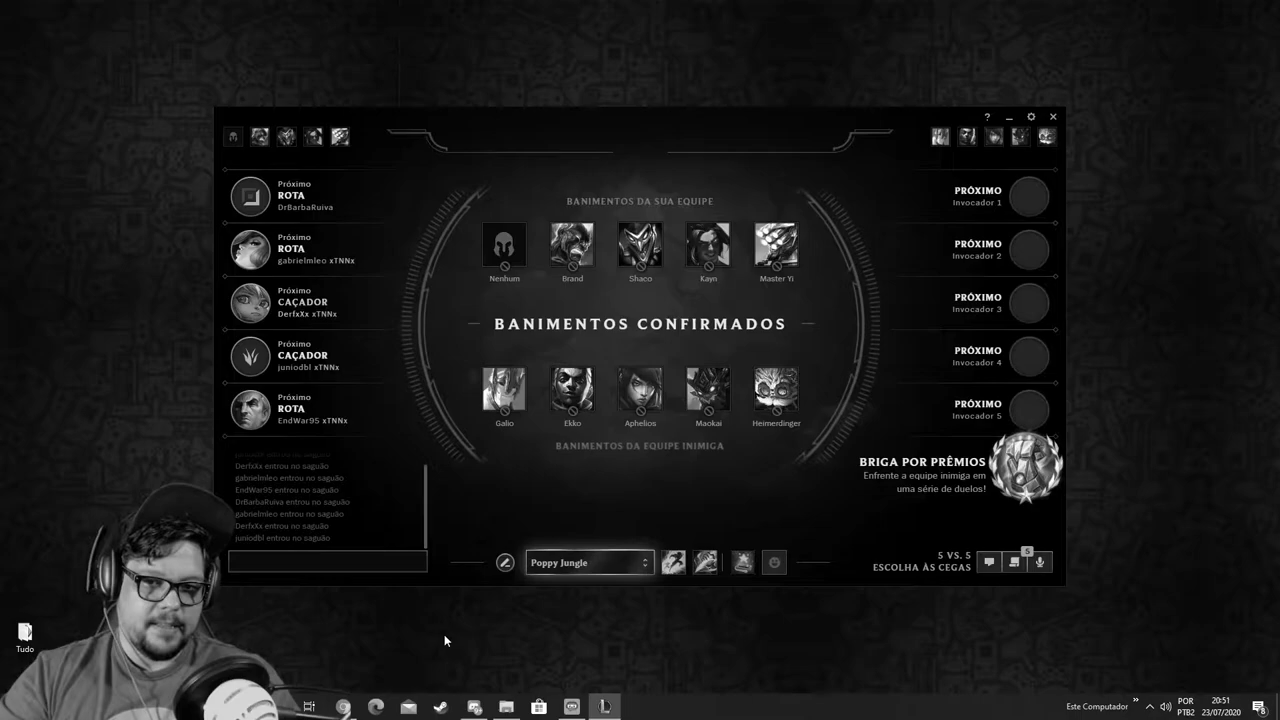 ?
Próximo
ROTA
DrBarbaRuiva
Próximo
ROTA
gabrielmleo xTNNx
Próximo
CAÇADOR
DerfxXx xTNNx
Próximo
CAÇADOR
juniodbl xTNNx
Próximo
ROTA
EndWar95 xTNNx
BANIMENTOS DA SUA EQUIPE
Nenhum
Brand
Shaco
Kayn
Master Yi
BANIMENTOS CONFIRMADOS
Galio
Ekko
Aphelios
Maokai
Heimerdinger
BANIMENTOS DA EQUIPE INIMIGA
PRÓXIMO
Invocador 1
PRÓXIMO
Invocador 2
PRÓXIMO
Invocador 3
PRÓXIMO
Invocador 4
PRÓXIMO
Invocador 5
BRIGA POR PRÊMIOS
Enfrente a equipe inimiga em
uma série de duelos!
DerfxXx entrou no saguão
gabrielmleo entrou no saguão
EndWar95 entrou no saguão
DrBarbaRuiva entrou no saguão
gabrielmleo entrou no saguão
DerfxXx entrou no saguão
juniodbl entrou no saguão
Poppy Jungle
5 VS. 5
ESCOLHA ÀS CEGAS
S
Tudo
Este Computador
POR
PTB2
20:51
23/07/2020
8